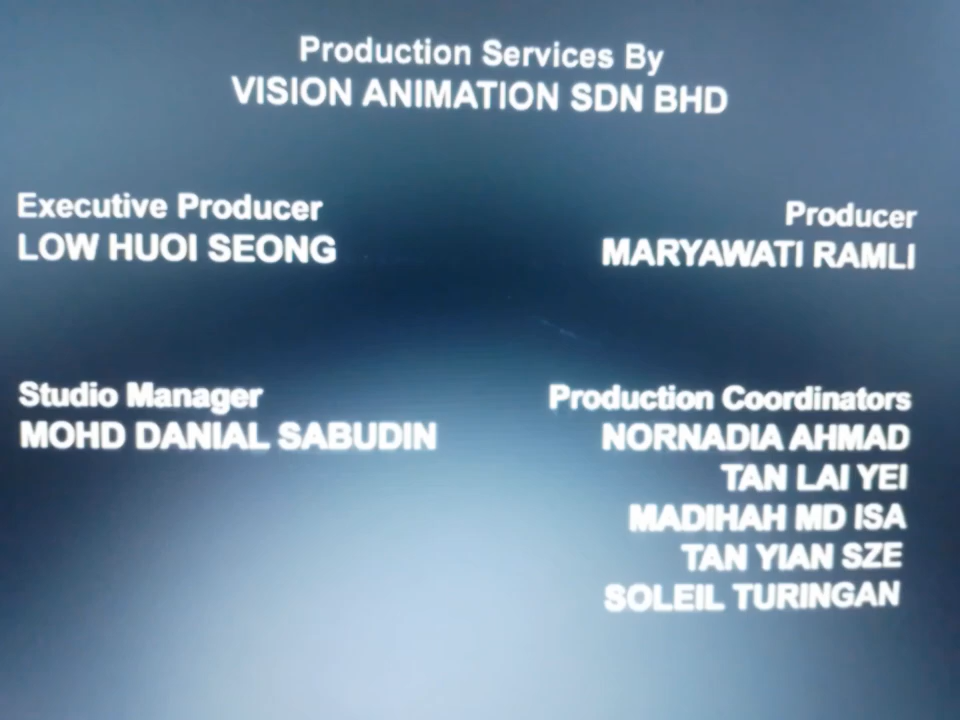 Production Services By
VISION ANIMATION SDN BHD
Executive Producer
LOW HUOI SEONG
Producer
MARYAWATI RAMLI
Studio Manager
MOHD DANIAL SABUDIN
Production Coordinators
NORNADIA AHMAD
TAN LAI YEI
MADIHAH MD ISA
TAN YIAN SZE
SOLEIL TURINGAN